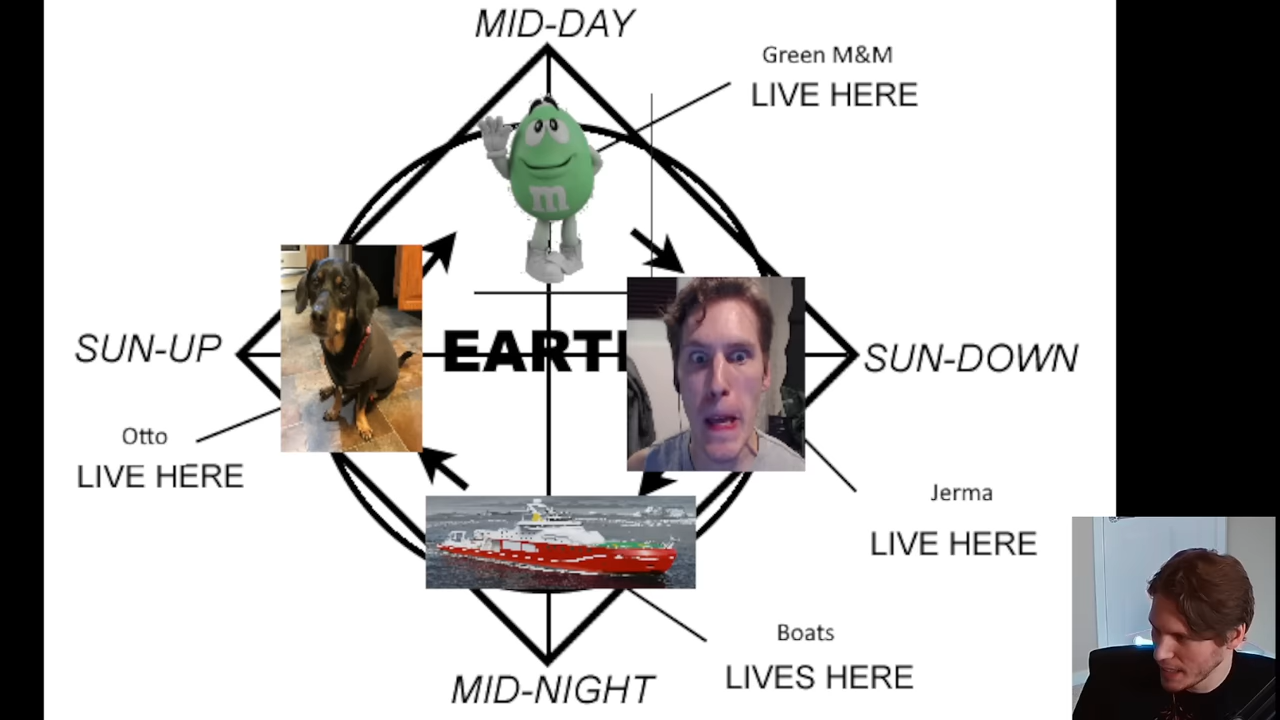 MID-DAY
Green M&M
LIVE HERE
m
SUN-UP
EARTH
SUN-DOWN
Otto
LIVE HERE
Jerma
LIVE HERE
Boats
LIVES HERE
MID-NIGHT